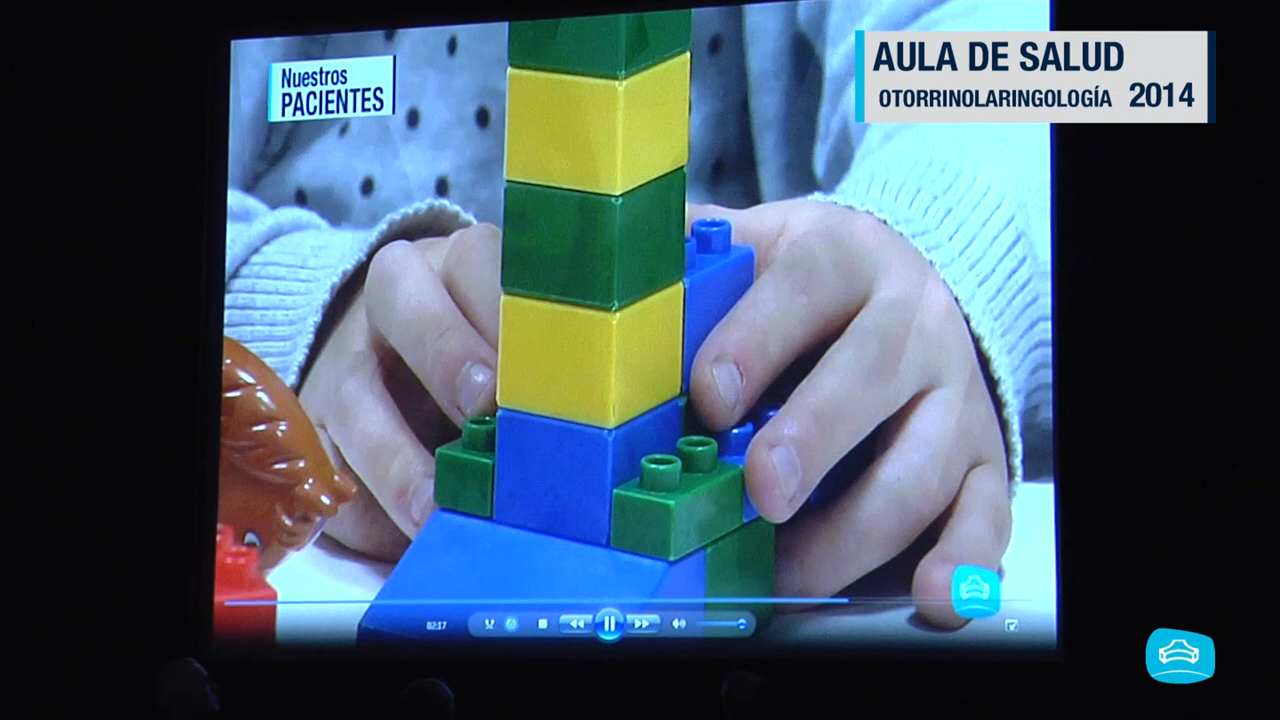 Nuestros
PACIENTES
AULA DE SALUD
OTORRINOLARINGOLOGÍA 2014
02:17